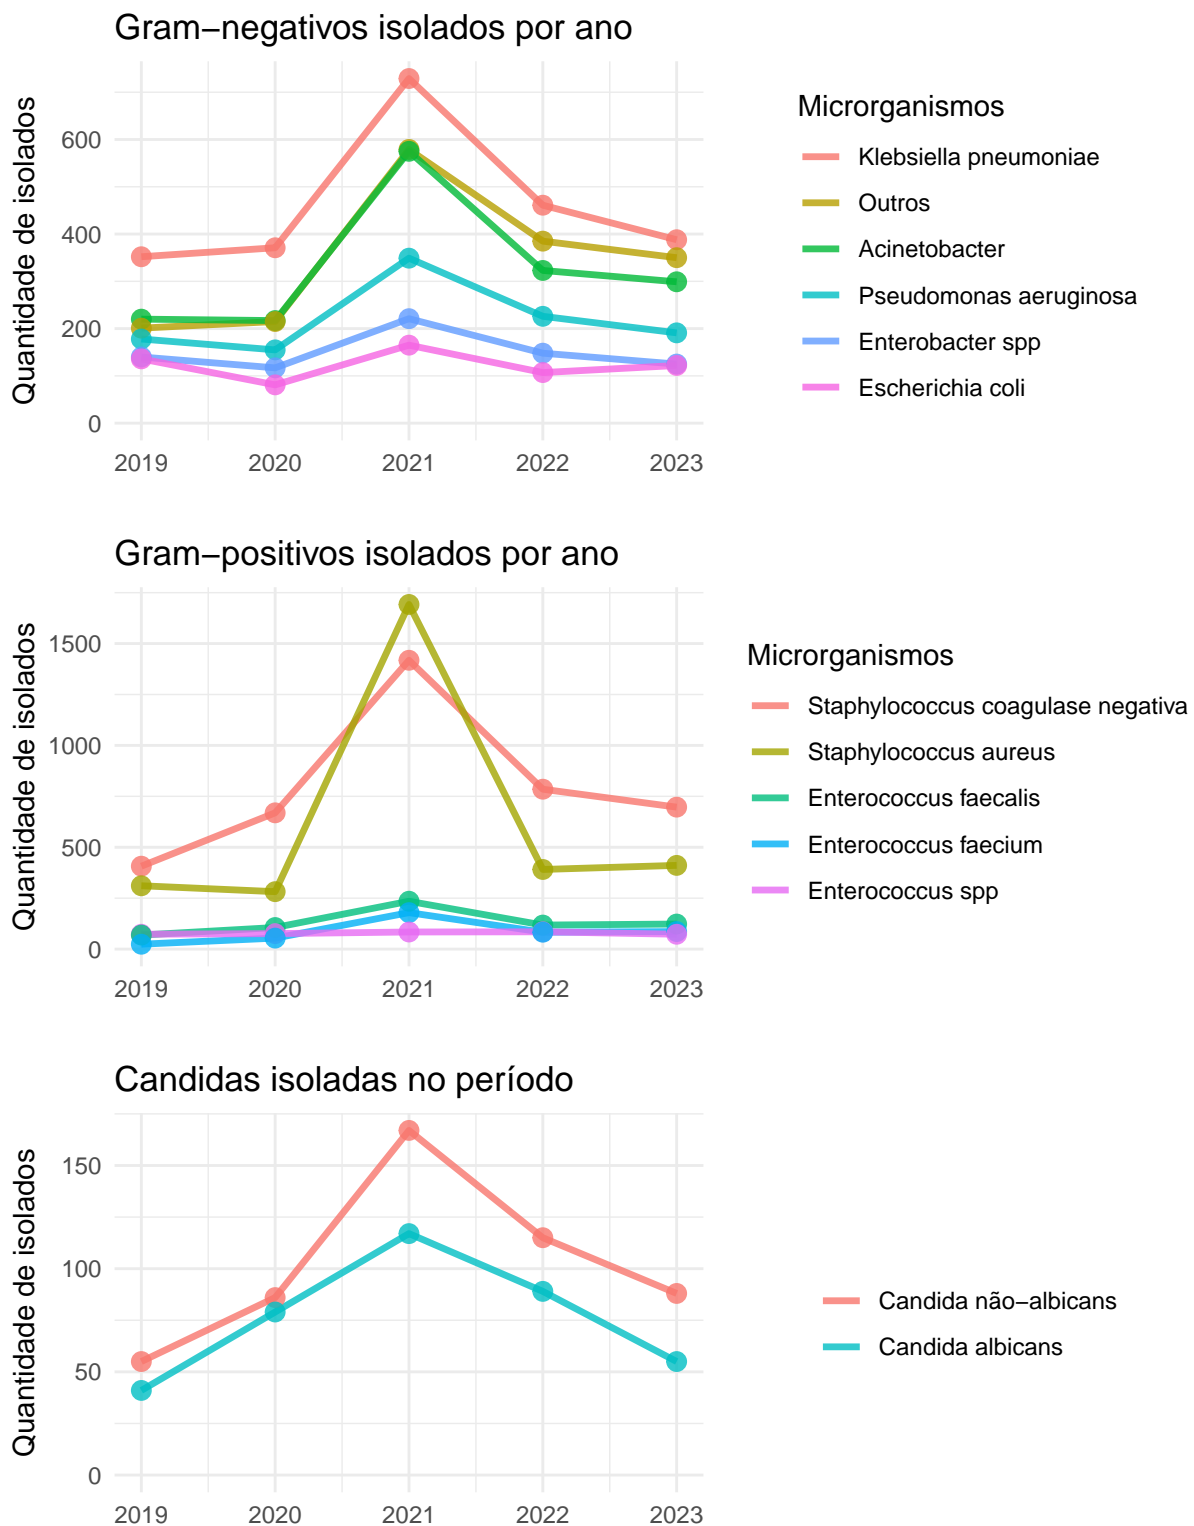 Gram−negativos isolados por ano
Quantidade de isolados
600
400
200
0
2019 2020 2021 2022 2023
Microrganismos
Klebsiella pneumoniae
Outros
Acinetobacter
Pseudomonas aeruginosa
Enterobacter spp
Escherichia coli
Gram−positivos isolados por ano
Quantidade de isolados
1500
1000
500
0
2019 2020 2021 2022 2023
Microrganismos
Staphylococcus coagulase negativa
Staphylococcus aureus
Enterococcus faecalis
Enterococcus faecium
Enterococcus spp
Candidas isoladas no período
Quantidade de isolados
150
100
50
0
2019 2020 2021 2022 2023
Candida não−albicans
Candida albicans